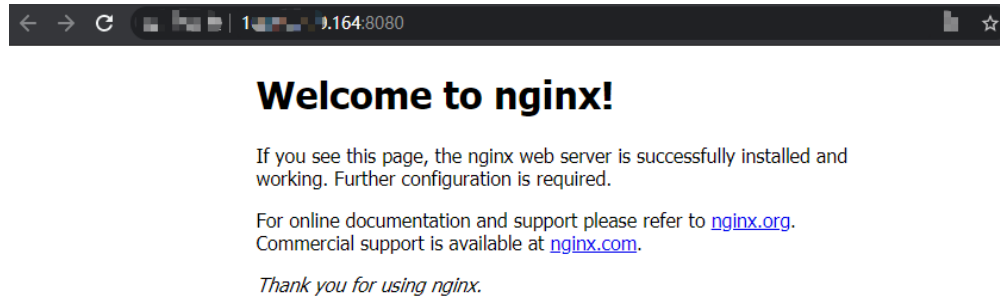 .164:8080
Welcome to nginx!
If you see this page, the nginx web server is successfully installed and
working. Further configuration is required.
For online documentation and support please refer to nginx.org.
Commercial support is available at nginx.com.
Thank you for using nginx.